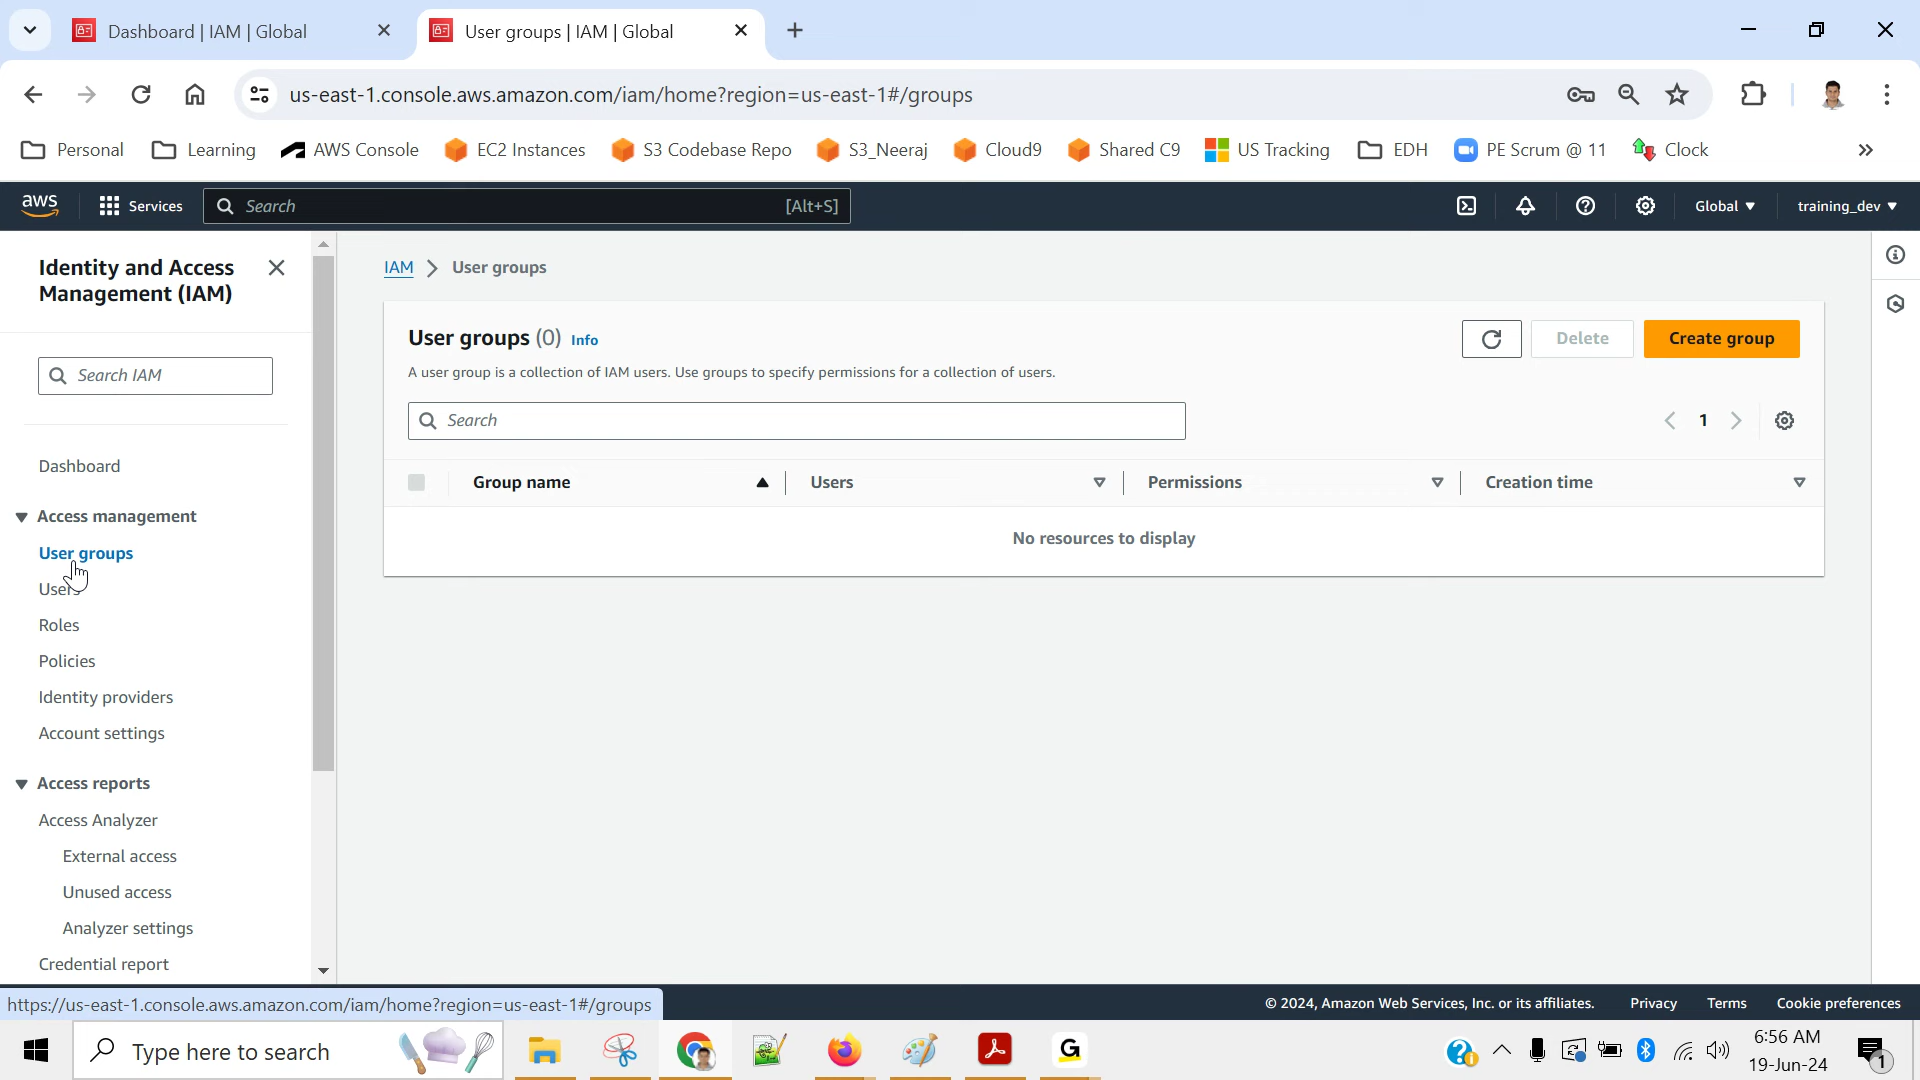 Dashboard | IAM | Global
User groups | IAM | Global
us-east-1.console.aws.amazon.com/iam/home?region=us-east-1#/groups
Personal Learning AWS Console EC2 Instances S3 Codebase Repo S3_Neeraj Cloud9 Shared C9 US Tracking EDH PE Scrum @ 11 Clock »
aws Services Search [Alt+S] Global training_dev
Identity and Access
Management (IAM)
Search IAM
Dashboard
Access management
User groups
Users
Roles
Policies
Identity providers
Account settings
Access reports
Access Analyzer
External access
Unused access
Analyzer settings
Credential report
IAM > User groups
User groups (0) Info
Delete
Create group
A user group is a collection of IAM users. Use groups to specify permissions for a collection of users.
Search
1
Group name Users Permissions Creation time
No resources to display
https://us-east-1.console.aws.amazon.com/iam/home?region=us-east-1#/groups
© 2024, Amazon Web Services, Inc. or its affiliates. Privacy Terms Cookie preferences
Type here to search
G
6:56 AM
19-Jun-24
1